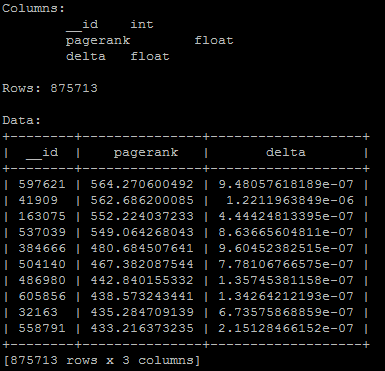 Columns:
        __id    int
        pagerank        float
        delta   float

Rows: 875713

Data:
+--------+---------------+-------------------+
|  __id  |    pagerank   |       delta       |
+--------+---------------+-------------------+
| 597621 | 564.270600492 | 9.48057618189e-07 |
| 41909  | 562.686200085 |  1.2211963849e-06 |
| 163075 | 552.224037233 | 4.44424813395e-07 |
| 537039 | 549.064268043 | 8.63665604811e-07 |
| 384666 | 480.684507641 | 9.60452382515e-07 |
| 504140 | 467.382087544 | 7.78106766575e-07 |
| 486980 | 442.840155332 | 1.35745381158e-07 |
| 605856 | 438.573243441 | 1.34264212193e-07 |
| 32163  | 435.284709139 | 6.73575868859e-07 |
| 558791 | 433.216373235 | 2.15128466152e-07 |
+--------+---------------+-------------------+
[875713 rows x 3 columns]